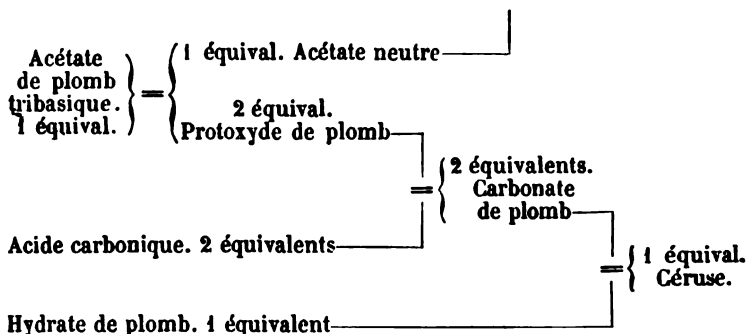 Acétate
de plomb
tribasique.
1 équival.
1 équival. Acétate neutre
2 équival.
Protoxyde de plomb
2 équivalents.
Carbonate
de plomb
Acide carbonique. 2 équivalents
1 équival.
Céruse.
Hydrate de plomb. 1 équivalent